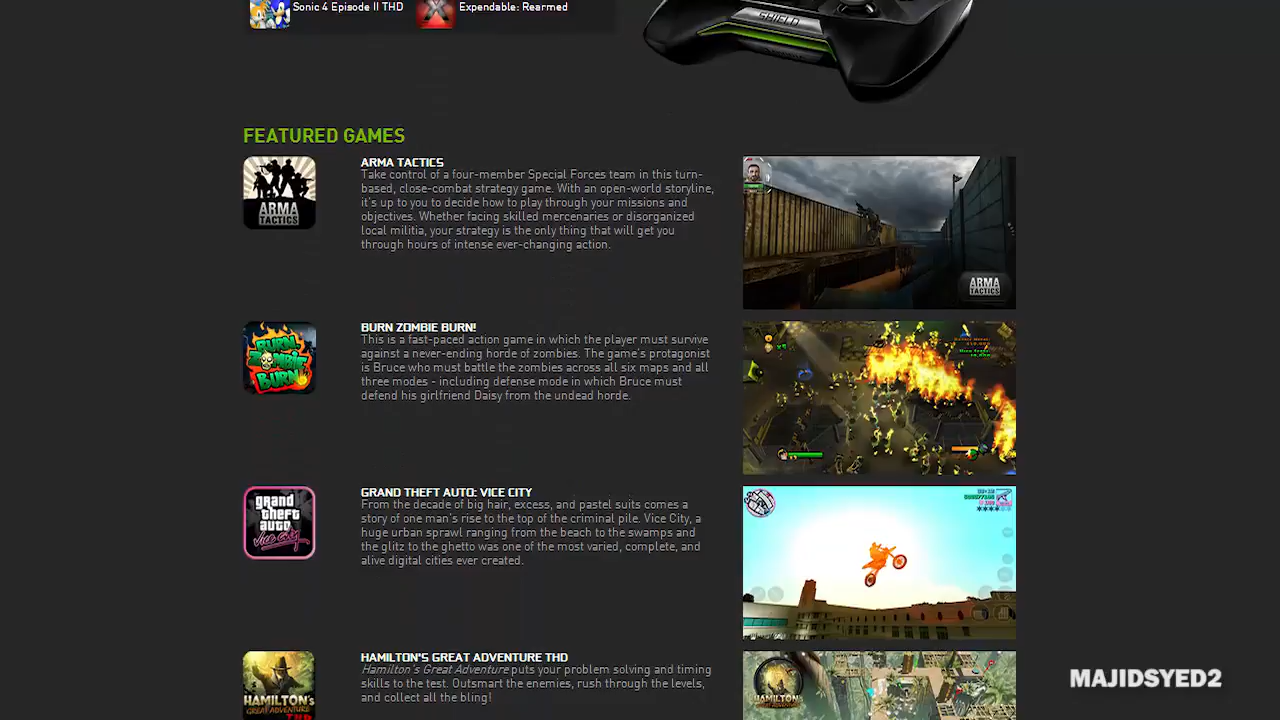 Sonic 4 Episode II THD
Expendable: Rearmed
SHIELD
FEATURED GAMES
ARMA
TACTICS
ARMA TACTICS
Take control of a four-member Special Forces team in this turn-
based, close-combat strategy game. With an open-world storyline,
it's up to you to decide how to play through your missions and
objectives. Whether facing skilled mercenaries or disorganized
local militia, your strategy is the only thing that will get you
through hours of intense ever-changing action.
ARMA
TACTICS
BURN
ZOMBIE
BURN
BURN ZOMBIE BURN!
This is a fast-paced action game in which the player must survive
against a never-ending horde of zombies. The game's protagonist
is Bruce who must battle the zombies across all six maps and all
three modes - including defense mode in which Bruce must
defend his girlfriend Daisy from the undead horde.
grand
theft
auto
Vice City
GRAND THEFT AUTO: VICE CITY
From the decade of big hair, excess, and pastel suits comes a
story of one man's rise to the top of the criminal pile. Vice City, a
huge urban sprawl ranging from the beach to the swamps and
the glitz to the ghetto was one of the most varied, complete, and
alive digital cities ever created.
HAMILTON'S
GREAT ADVENTURE
THD
HAMILTON'S GREAT ADVENTURE THD
Hamilton's Great Adventure puts your problem solving and timing
skills to the test. Outsmart the enemies, rush through the levels,
and collect all the bling!
HAMILTON'S
MAJIDSYED2